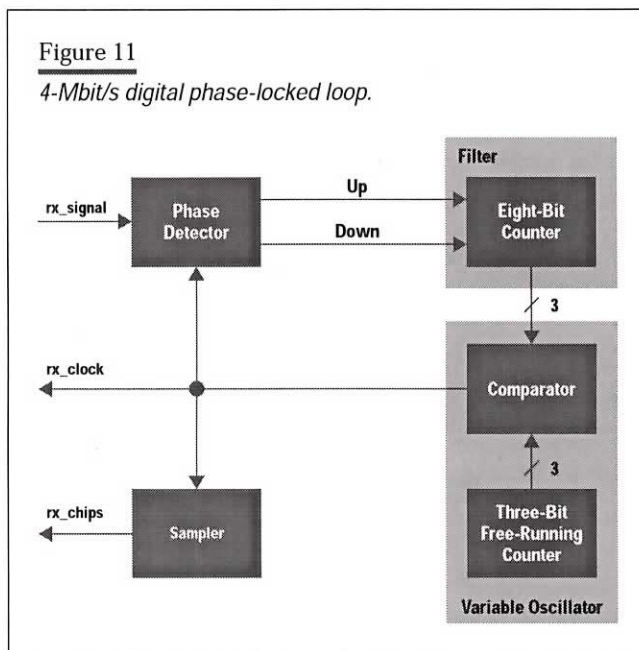 Figure 11
4-Mbit/s digital phase-locked loop.
Filter
rx_signal
Phase
Detector
Up
Down
Eight-Bit
Counter
3
rx_clock
Comparator
3
rx_chips
Sampler
Three-Bit
Free-Running
Counter
Variable Oscillator